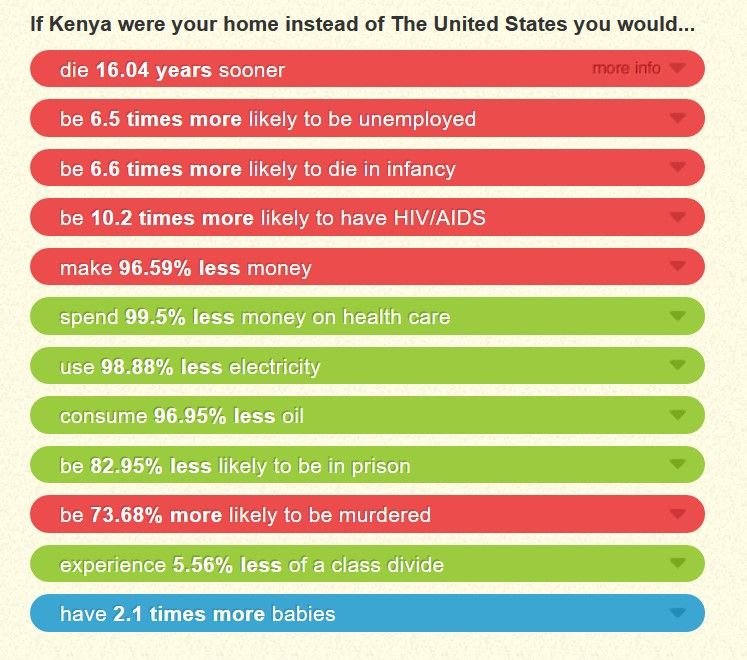 If Kenya were your home instead of The United States you would...
die 16.04 years sooner more info
be 6.5 times more likely to be unemployed
be 6.6 times more likely to die in infancy
be 10.2 times more likely to have HIV/AIDS
make 96.59% less money
spend 99.5% less money on health care
use 98.88% less electricity
consume 96.95% less oil
be 82.95% less likely to be in prison
be 73.68% more likely to be murdered
experience 5.56% less of a class divide
have 2.1 times more babies